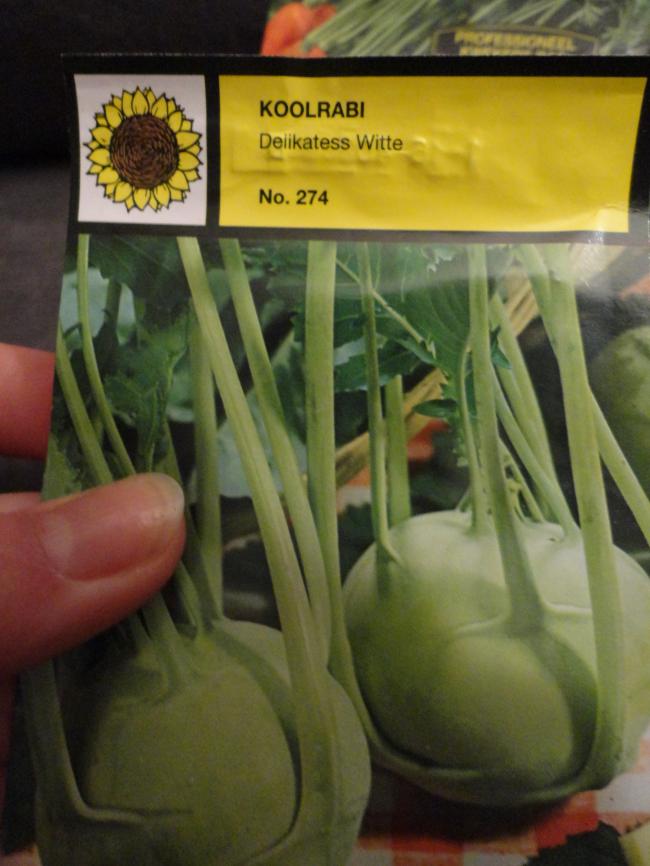 PROFESSIONEEL
KOOLRABI
Delikatess Witte
No. 274